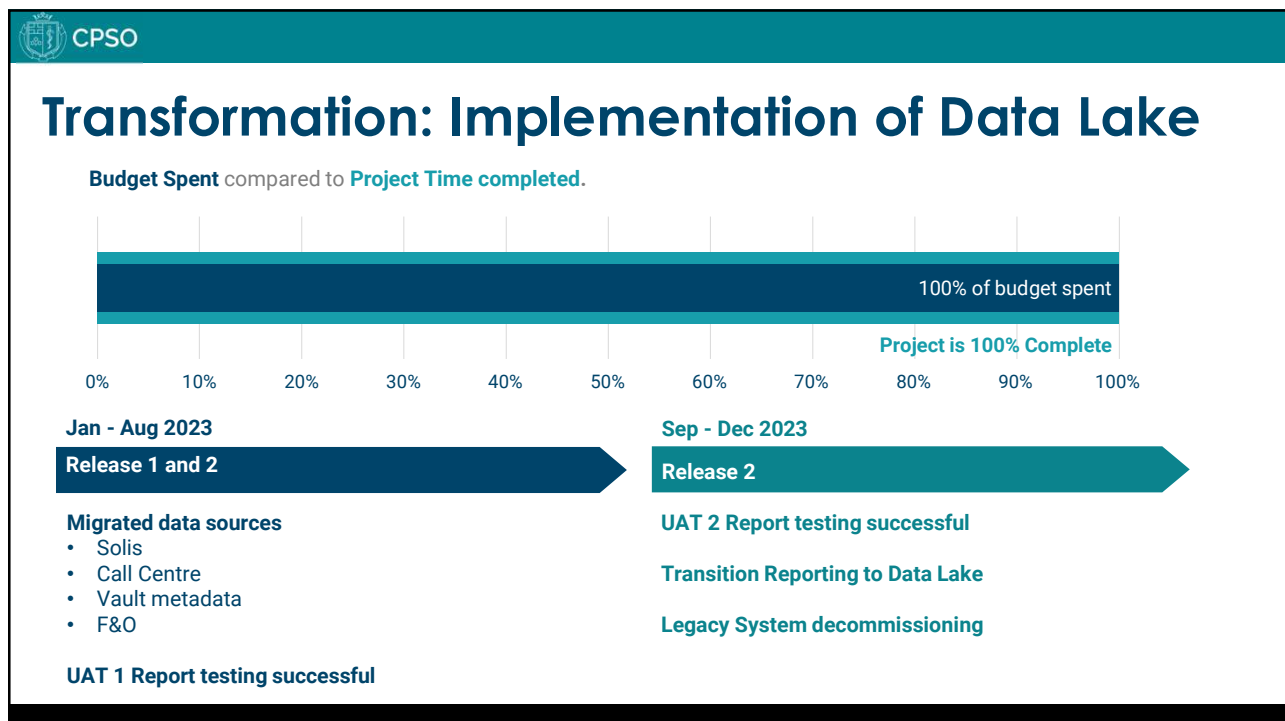 CPSO
Transformation: Implementation of Data Lake
Budget Spent compared to Project Time completed.
100% of budget spent
Project is 100% Complete
0% 10% 20% 30% 40% 50% 60% 70% 80% 90% 100%
Jan - Aug 2023
Release 1 and 2
Migrated data sources
• Solis
• Call Centre
• Vault metadata
• F&O
UAT 1 Report testing successful
Sep - Dec 2023
Release 2
UAT 2 Report testing successful
Transition Reporting to Data Lake
Legacy System decommissioning